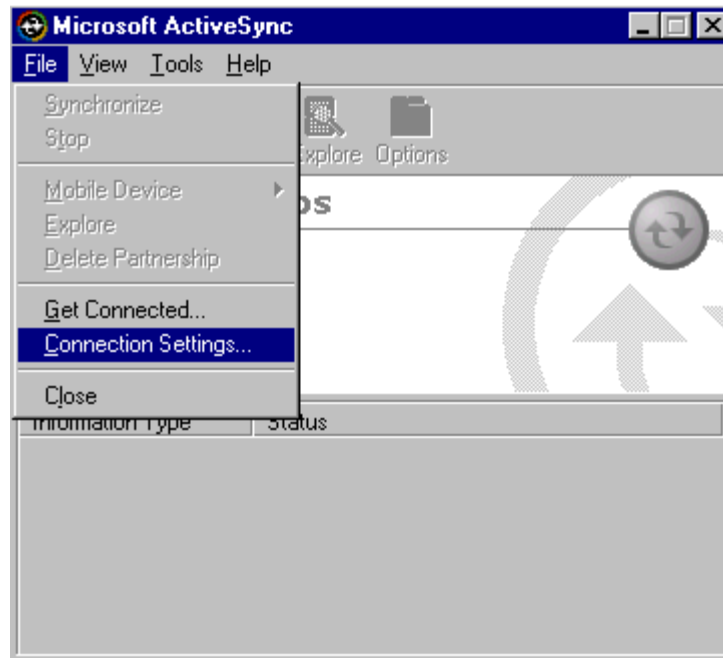 Microsoft ActiveSync
File View Tools Help
Synchronize
Stop
Explore Options
Mobile Device
Explore
Delete Partnership
Get Connected...
Connection Settings...
Close
Information Type Status